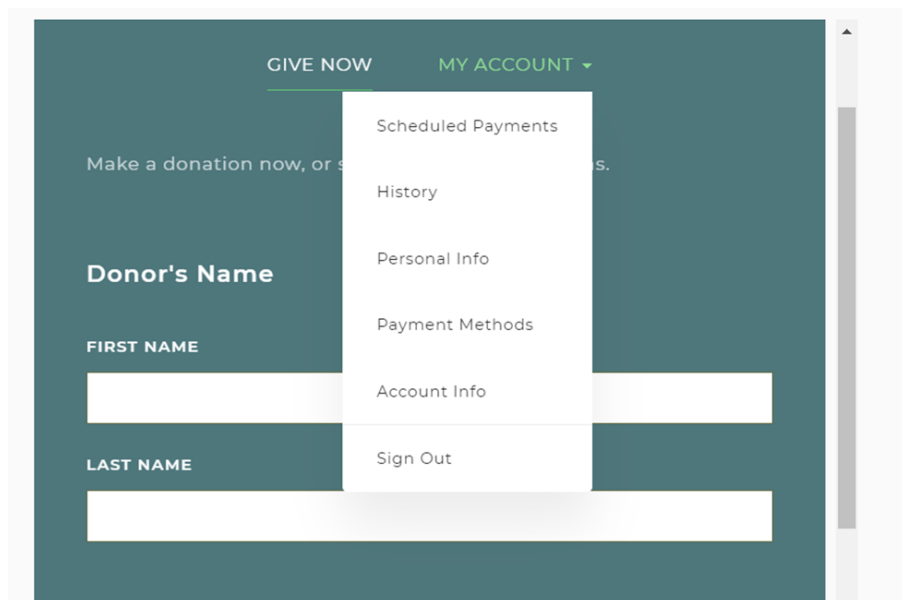 GIVE NOW MY ACCOUNT
Scheduled Payments
Make a donation now, or
History
Personal Info
Donor's Name
Payment Methods
FIRST NAME
Account Info
Sign Out
LAST NAME